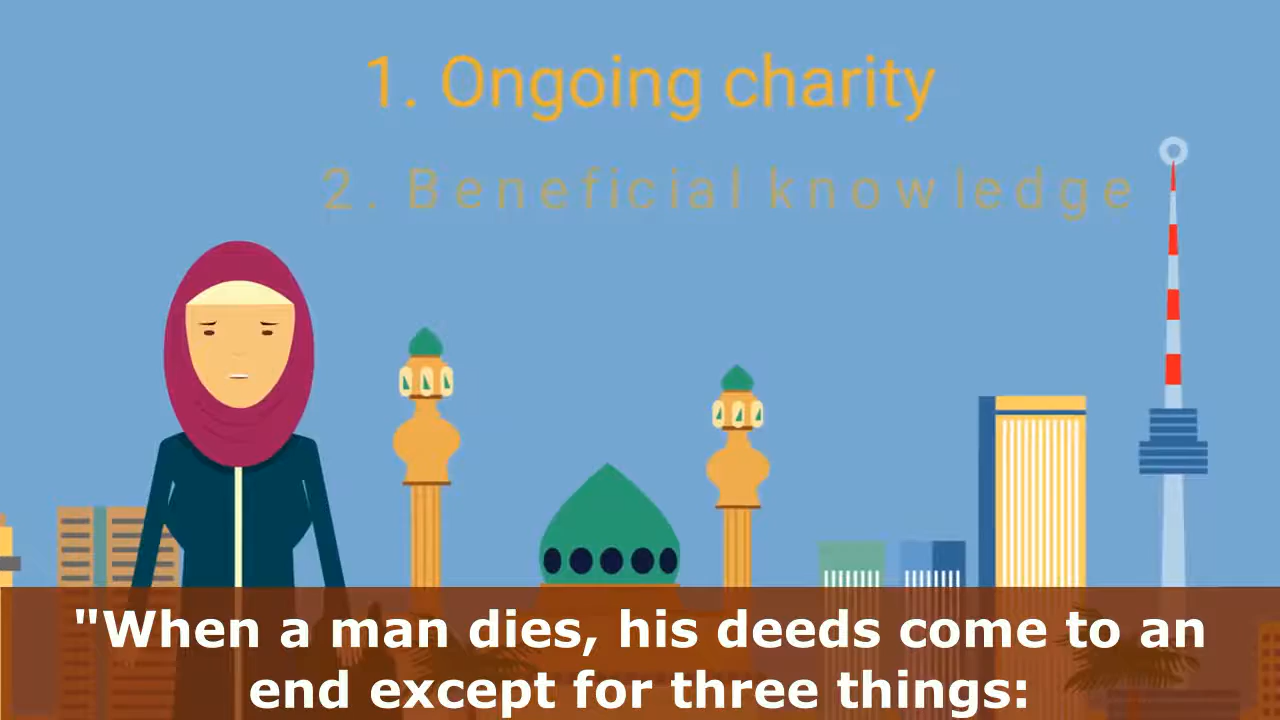 1. Ongoing charity
2. Beneficial knowledge
"When a man dies, his deeds come to an
end except for three things: